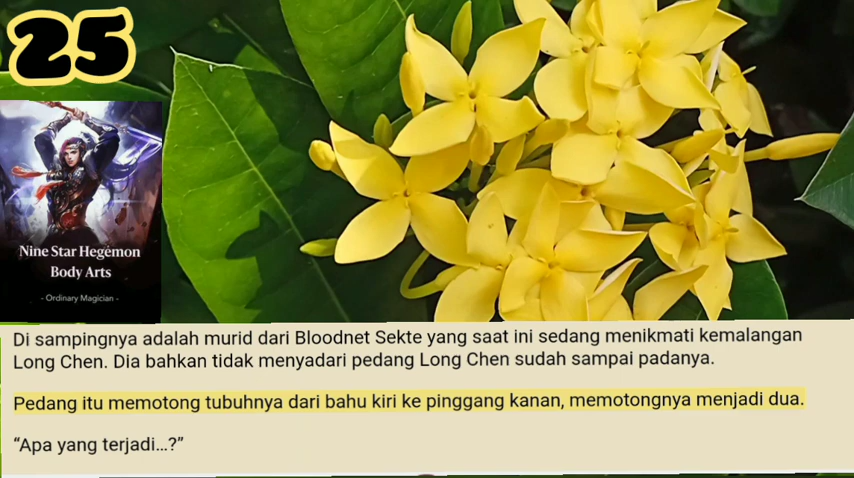 25
Nine Star Hegemon
Body Arts
- Ordinary Magician -
Di sampingnya adalah murid dari Bloodnet Sekte yang saat ini sedang menikmati kemalangan
Long Chen. Dia bahkan tidak menyadari pedang Long Chen sudah sampai padanya.
Pedang itu memotong tubuhnya dari bahu kiri ke pinggang kanan, memotongnya menjadi dua.
“Apa yang terjadi...?”